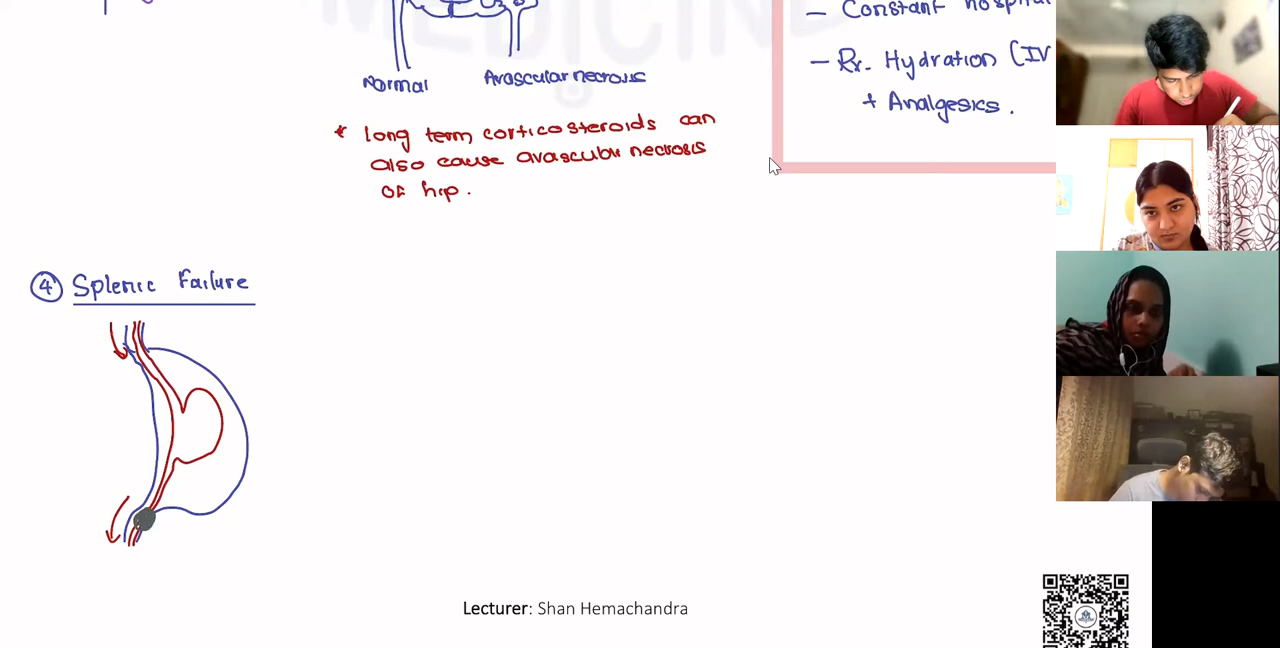 MEDICINE
Normal
Avascular necrosis
* long term corticosteroids can
also cause avascular necrosis
of hip.
- Constant hospital
- Rx. Hydration (IV
+ Analgesics.
4 Splenic Failure
Lecturer: Shan Hemachandra